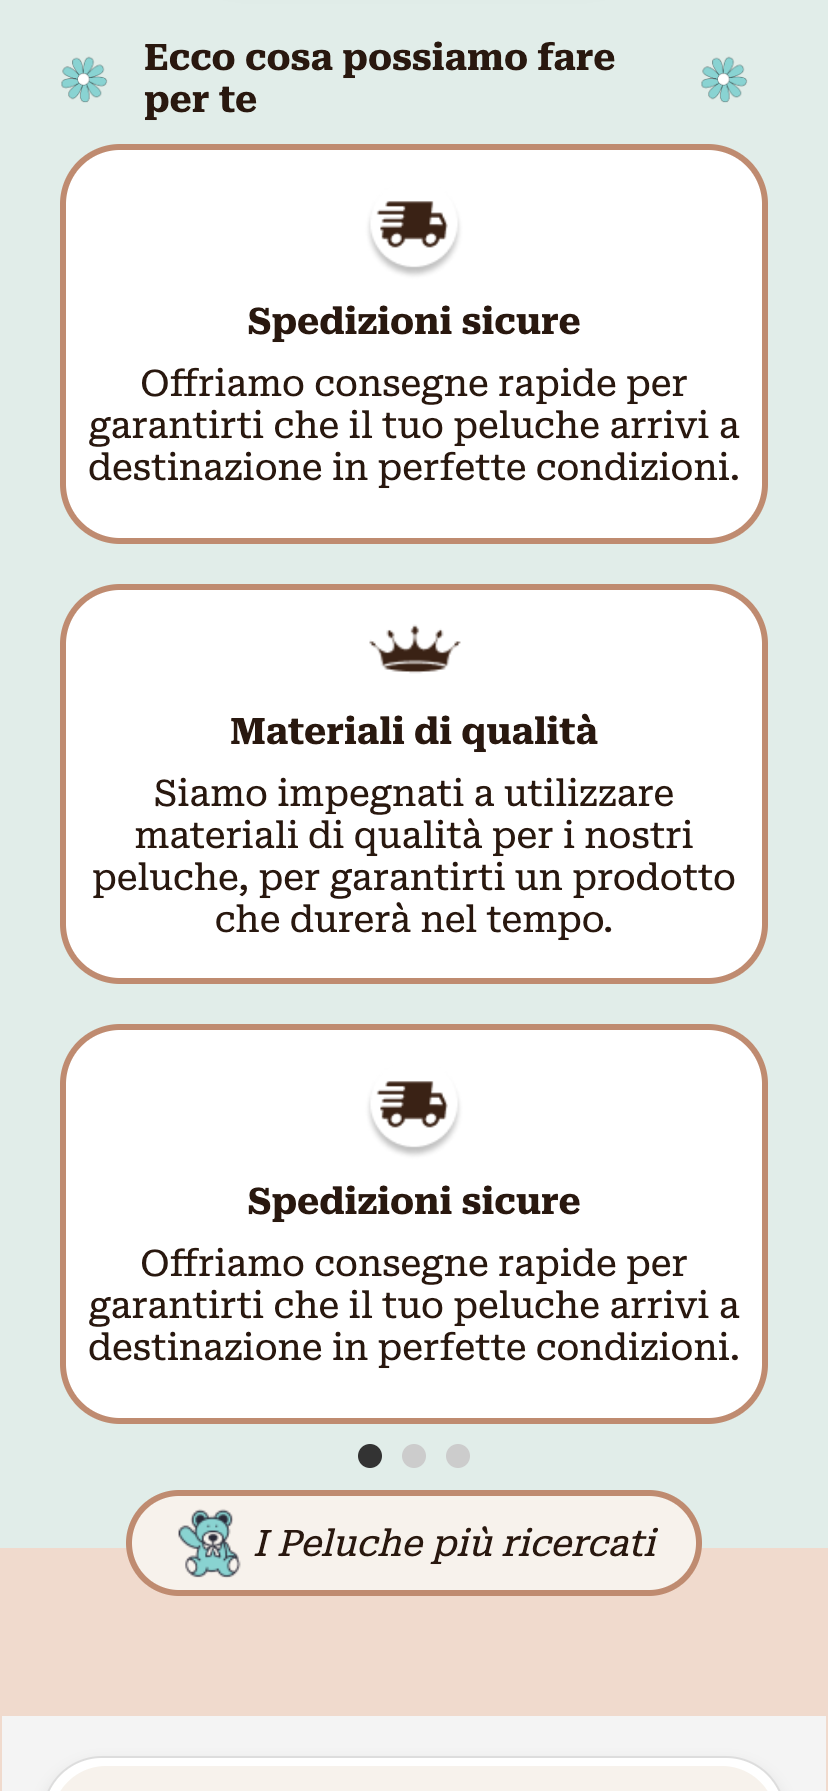 Ecco cosa possiamo fare
per te
Spedizioni sicure
Offriamo consegne rapide per
garantirti che il tuo peluche arrivi a
destinazione in perfette condizioni.
Materiali di qualità
Siamo impegnati a utilizzare
materiali di qualità per i nostri
peluche, per garantirti un prodotto
che durerà nel tempo.
Spedizioni sicure
Offriamo consegne rapide per
garantirti che il tuo peluche arrivi a
destinazione in perfette condizioni.
I Peluche più ricercati